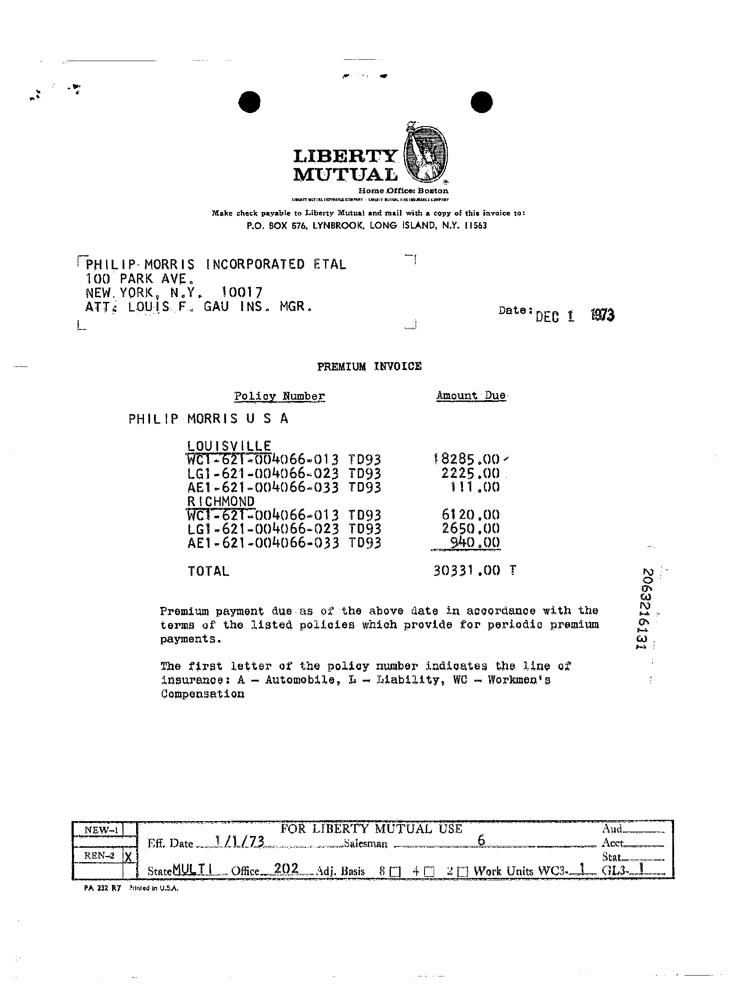 LIBERTY
MUTUAL
Home Office: Boston
LIBERTY MUTUAL INSURANCE COMPANY - LIBERTY MUTUAL FIRE INSURANCE COMPANY
Make check payable to Liberty Mutual and mail with a copy of this invoice to:
P.O. BOX 576, LYNBROOK, LONG ISLAND, N.Y. 11563
PHILIP MORRIS INCORPORATED ETAL
100 PARK AVE.
NEW YORK, N.Y. 10017
ATT: LOUIS F. GAU INS. MGR.
Date: DEC 1 1973
PREMIUM INVOICE
Policy Number Amount Due
PHILIP MORRIS U S A
LOUISVILLE
WC1-621-004066-013 TD93 18285.00
LG1-621-004066-023 TD93 2225.00
AE1-621-004066-033 TD93 111.00
RICHMOND
WC1-621-004066-013 TD93 6120.00
LG1-621-004066-023 TD93 2650.00
AE1-621-004066-033 TD93 940.00
TOTAL 30331.00 T
2063216131
Premium payment due as of the above date in accordance with the
terms of the listed policies which provide for periodic premium
payments.
The first letter of the policy number indicates the line of
insurance: A - Automobile, L - Liability, WC - Workmen's
Compensation
NEW-1 FOR LIBERTY MUTUAL USE Aud.
Eff. Date 1/1/73 Salesman 6 Acct.
REN-2 X Stat.
State MULTI Office 202 Adj. Basis 8 □ 4 □ 2 □ Work Units WC3- 1 GL3- 1
PA 232 R7 Printed in U.S.A.